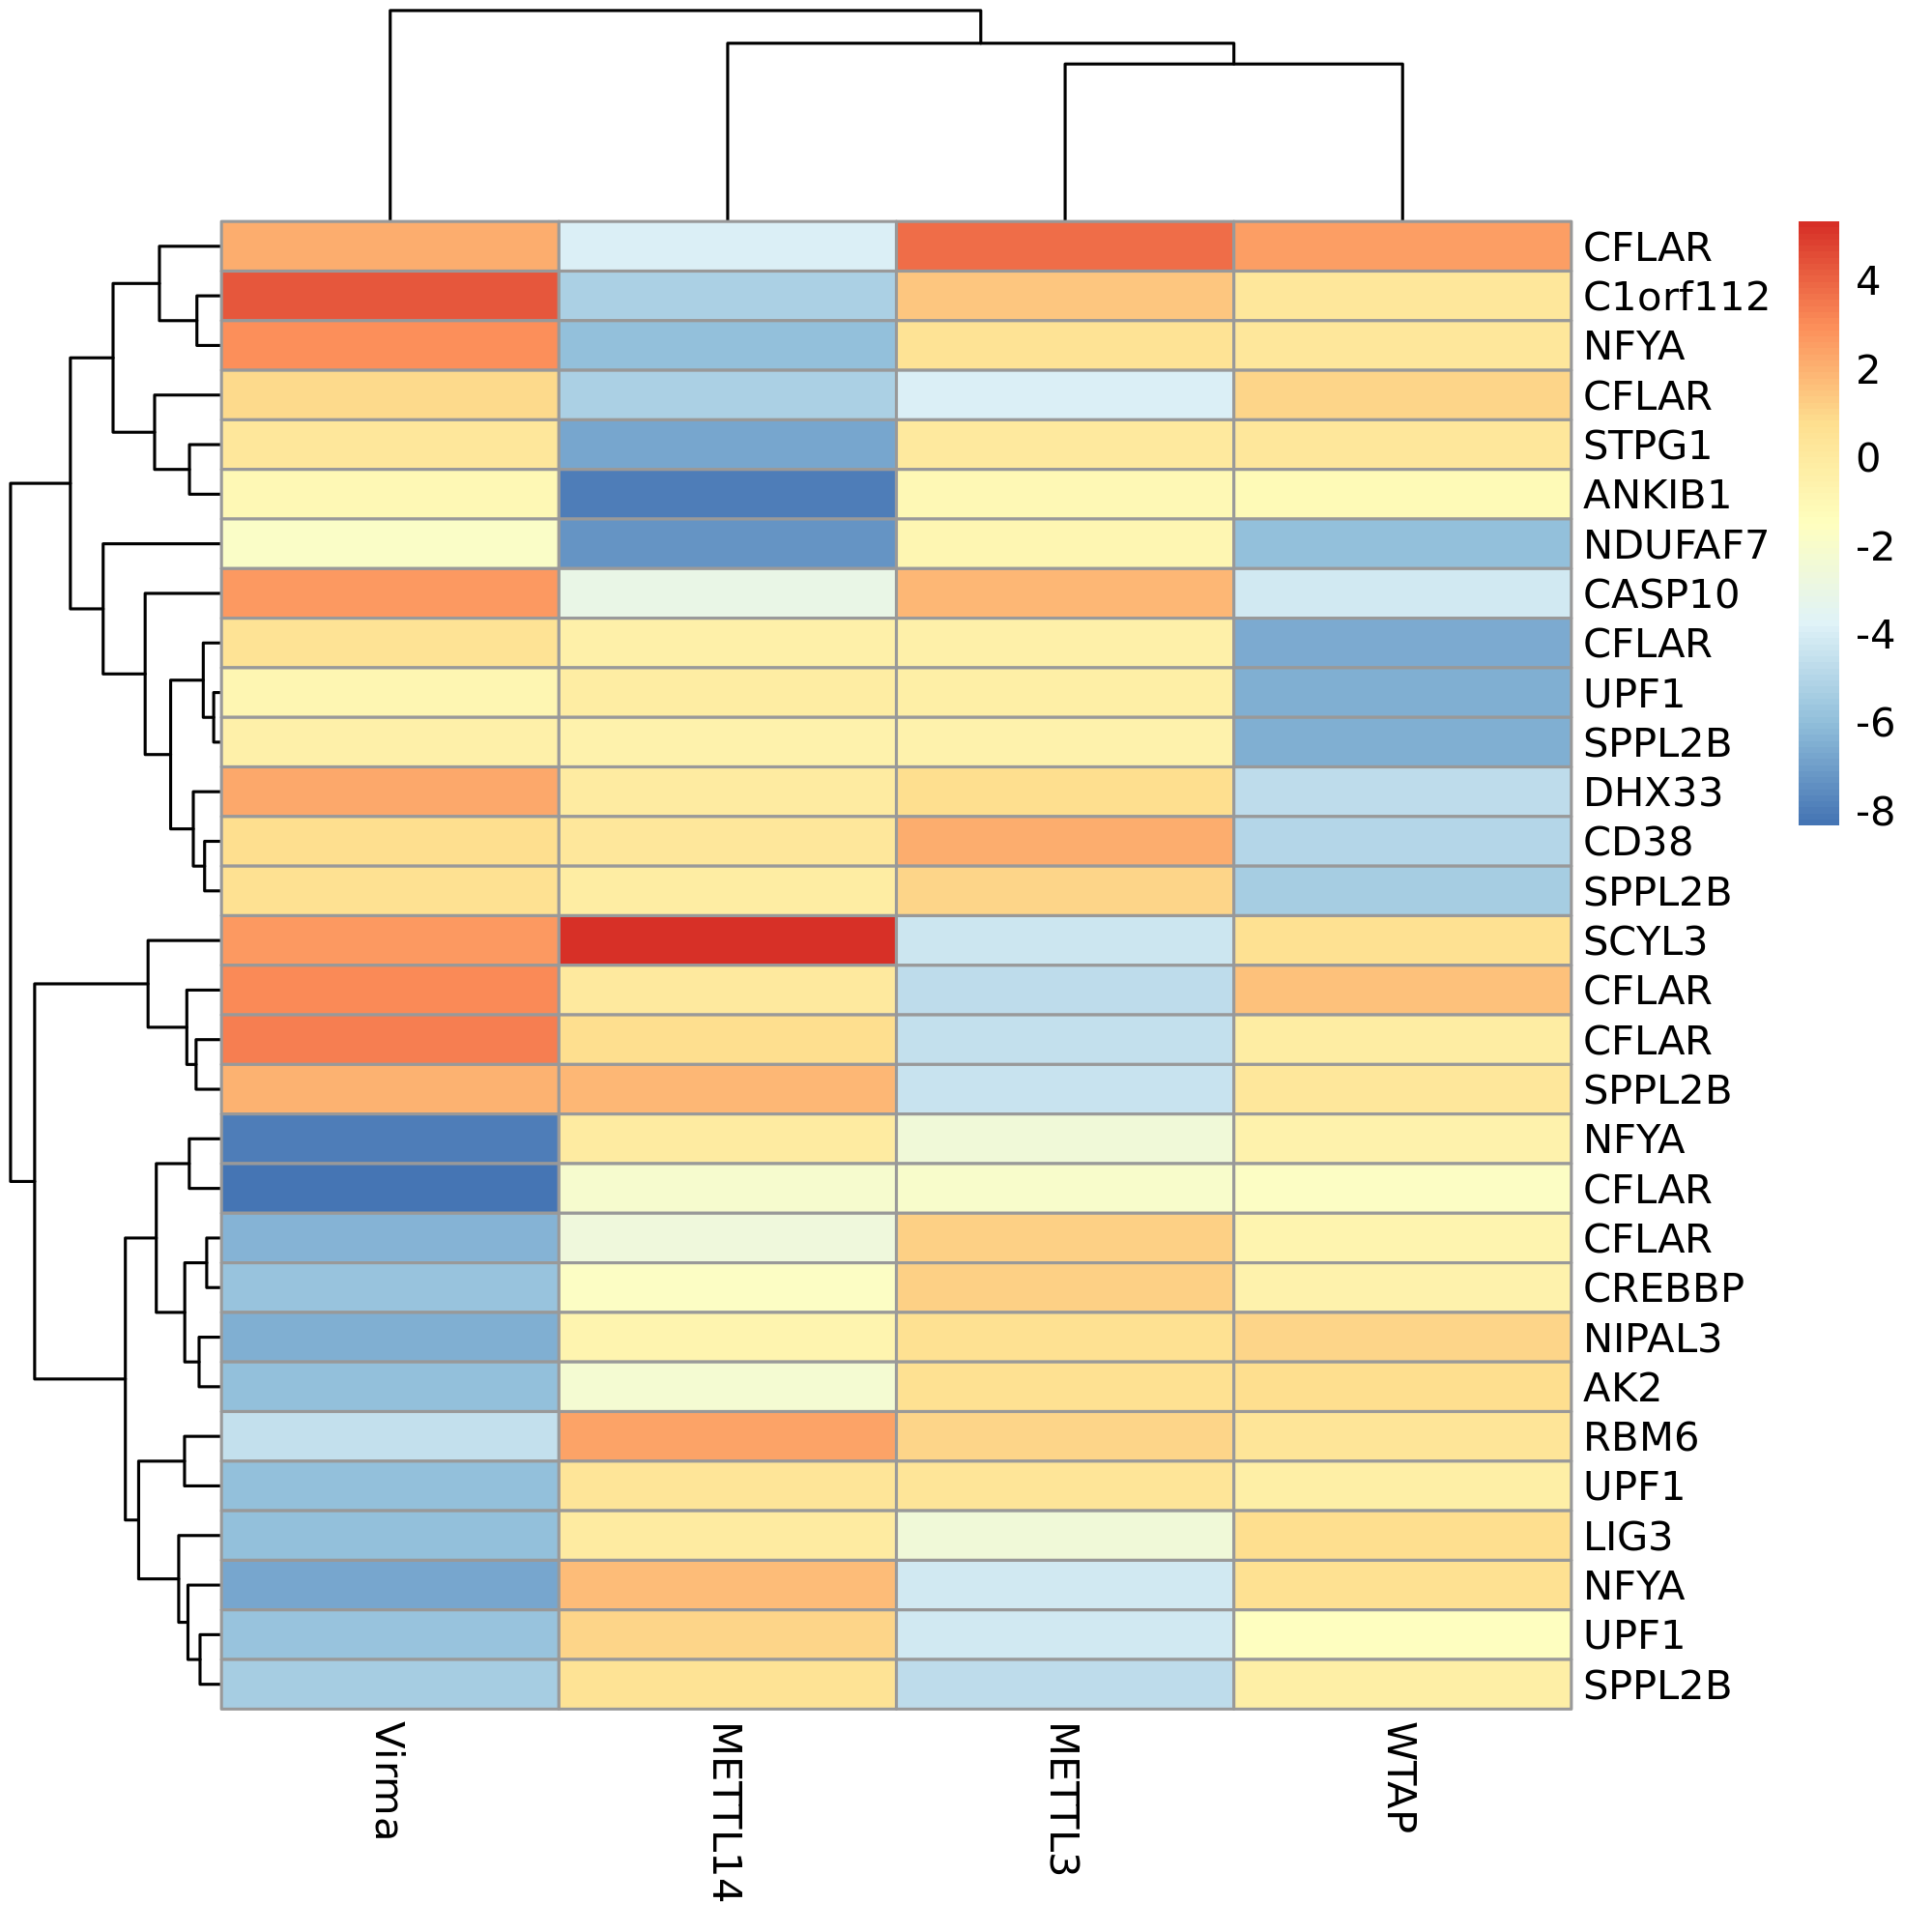 CFLAR
C1orf112
NFYA
CFLAR
STPG1
ANKIB1
NDUFAF7
CASP10
CFLAR
UPF1
SPPL2B
DHX33
CD38
SPPL2B
SCYL3
CFLAR
CFLAR
SPPL2B
NFYA
CFLAR
CFLAR
CREBBP
NIPAL3
AK2
RBM6
UPF1
LIG3
NFYA
UPF1
SPPL2B
4
2
0
-2
-4
-6
-8
Virma
METTL14
METTL3
WTAP